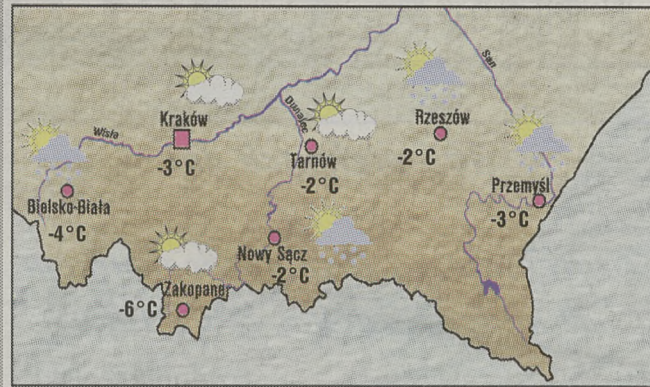 San
Kraków
Dunajec
Rzeszów
Wisła
-3°C
Tarnów
-2°C
-2°C
Przemyśl
Bielsko-Biała
-3°C
-4°C
Nowy Sącz
-2°C
Zakopane
-6°C